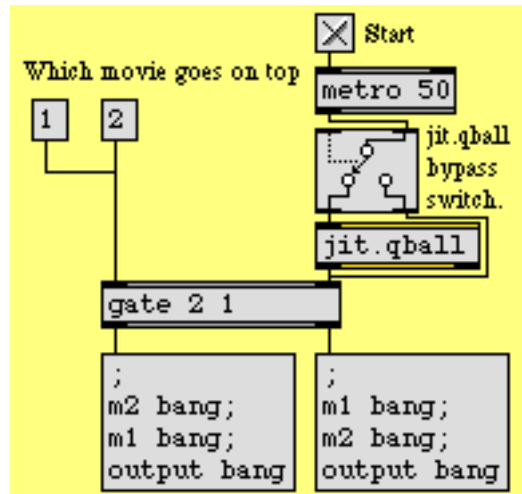 Start
Which movie goes on top
metro 50
1
2
jit.qball
bypass
switch.
jit.qball
gate 2 1
;
m2 bang;
m1 bang;
output bang
;
m1 bang;
m2 bang;
output bang